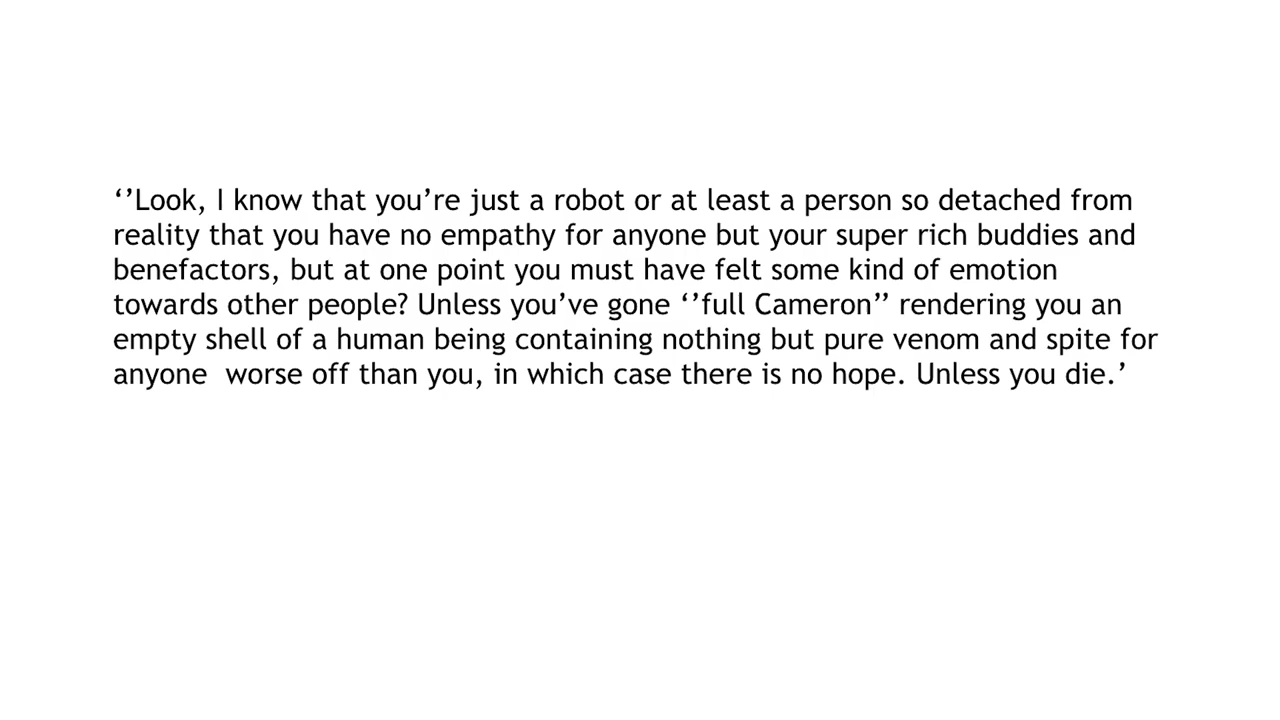 ‘’Look, I know that you’re just a robot or at least a person so detached from
reality that you have no empathy for anyone but your super rich buddies and
benefactors, but at one point you must have felt some kind of emotion
towards other people? Unless you’ve gone ‘’full Cameron’’ rendering you an
empty shell of a human being containing nothing but pure venom and spite for
anyone  worse off than you, in which case there is no hope. Unless you die.’